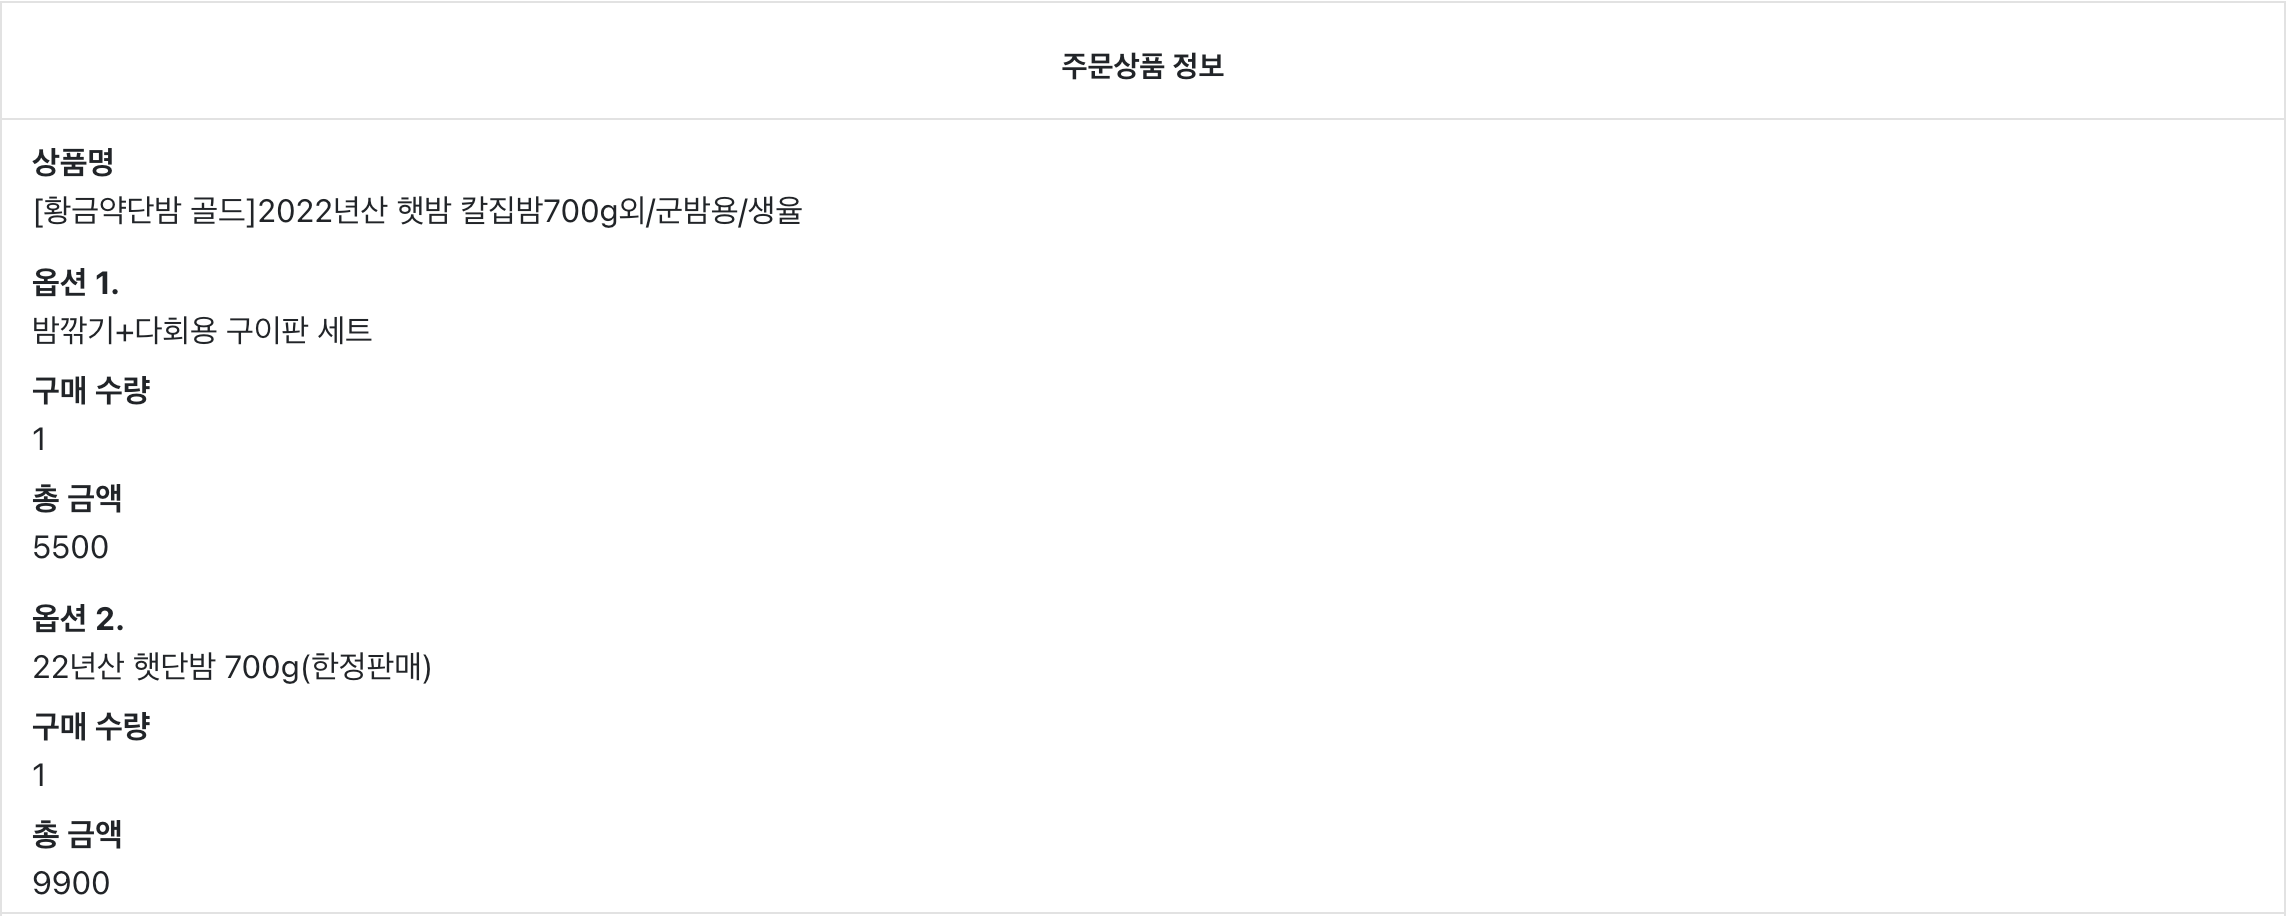 주문상품 정보
상품명
[황금약단밤 골드]2022년산 햇밤 칼집밤700g외/군밤용/생율
옵션 1.
밤깎기+다회용 구이판 세트
구매 수량
1
총 금액
5500
옵션 2.
22년산 햇단밤 700g(한정판매)
구매 수량
1
총 금액
9900